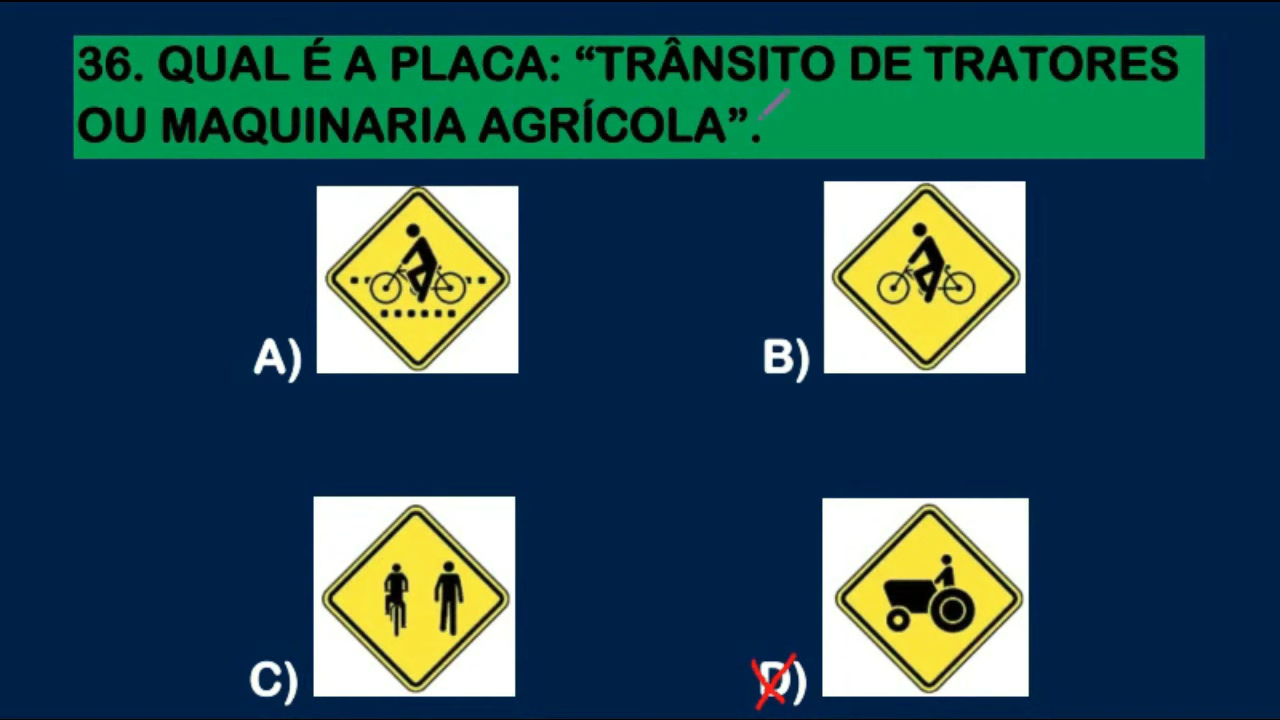 36. QUAL É A PLACA: “TRÂNSITO DE TRATORES
OU MAQUINARIA AGRÍCOLA”.
A)
B)
C)
D)